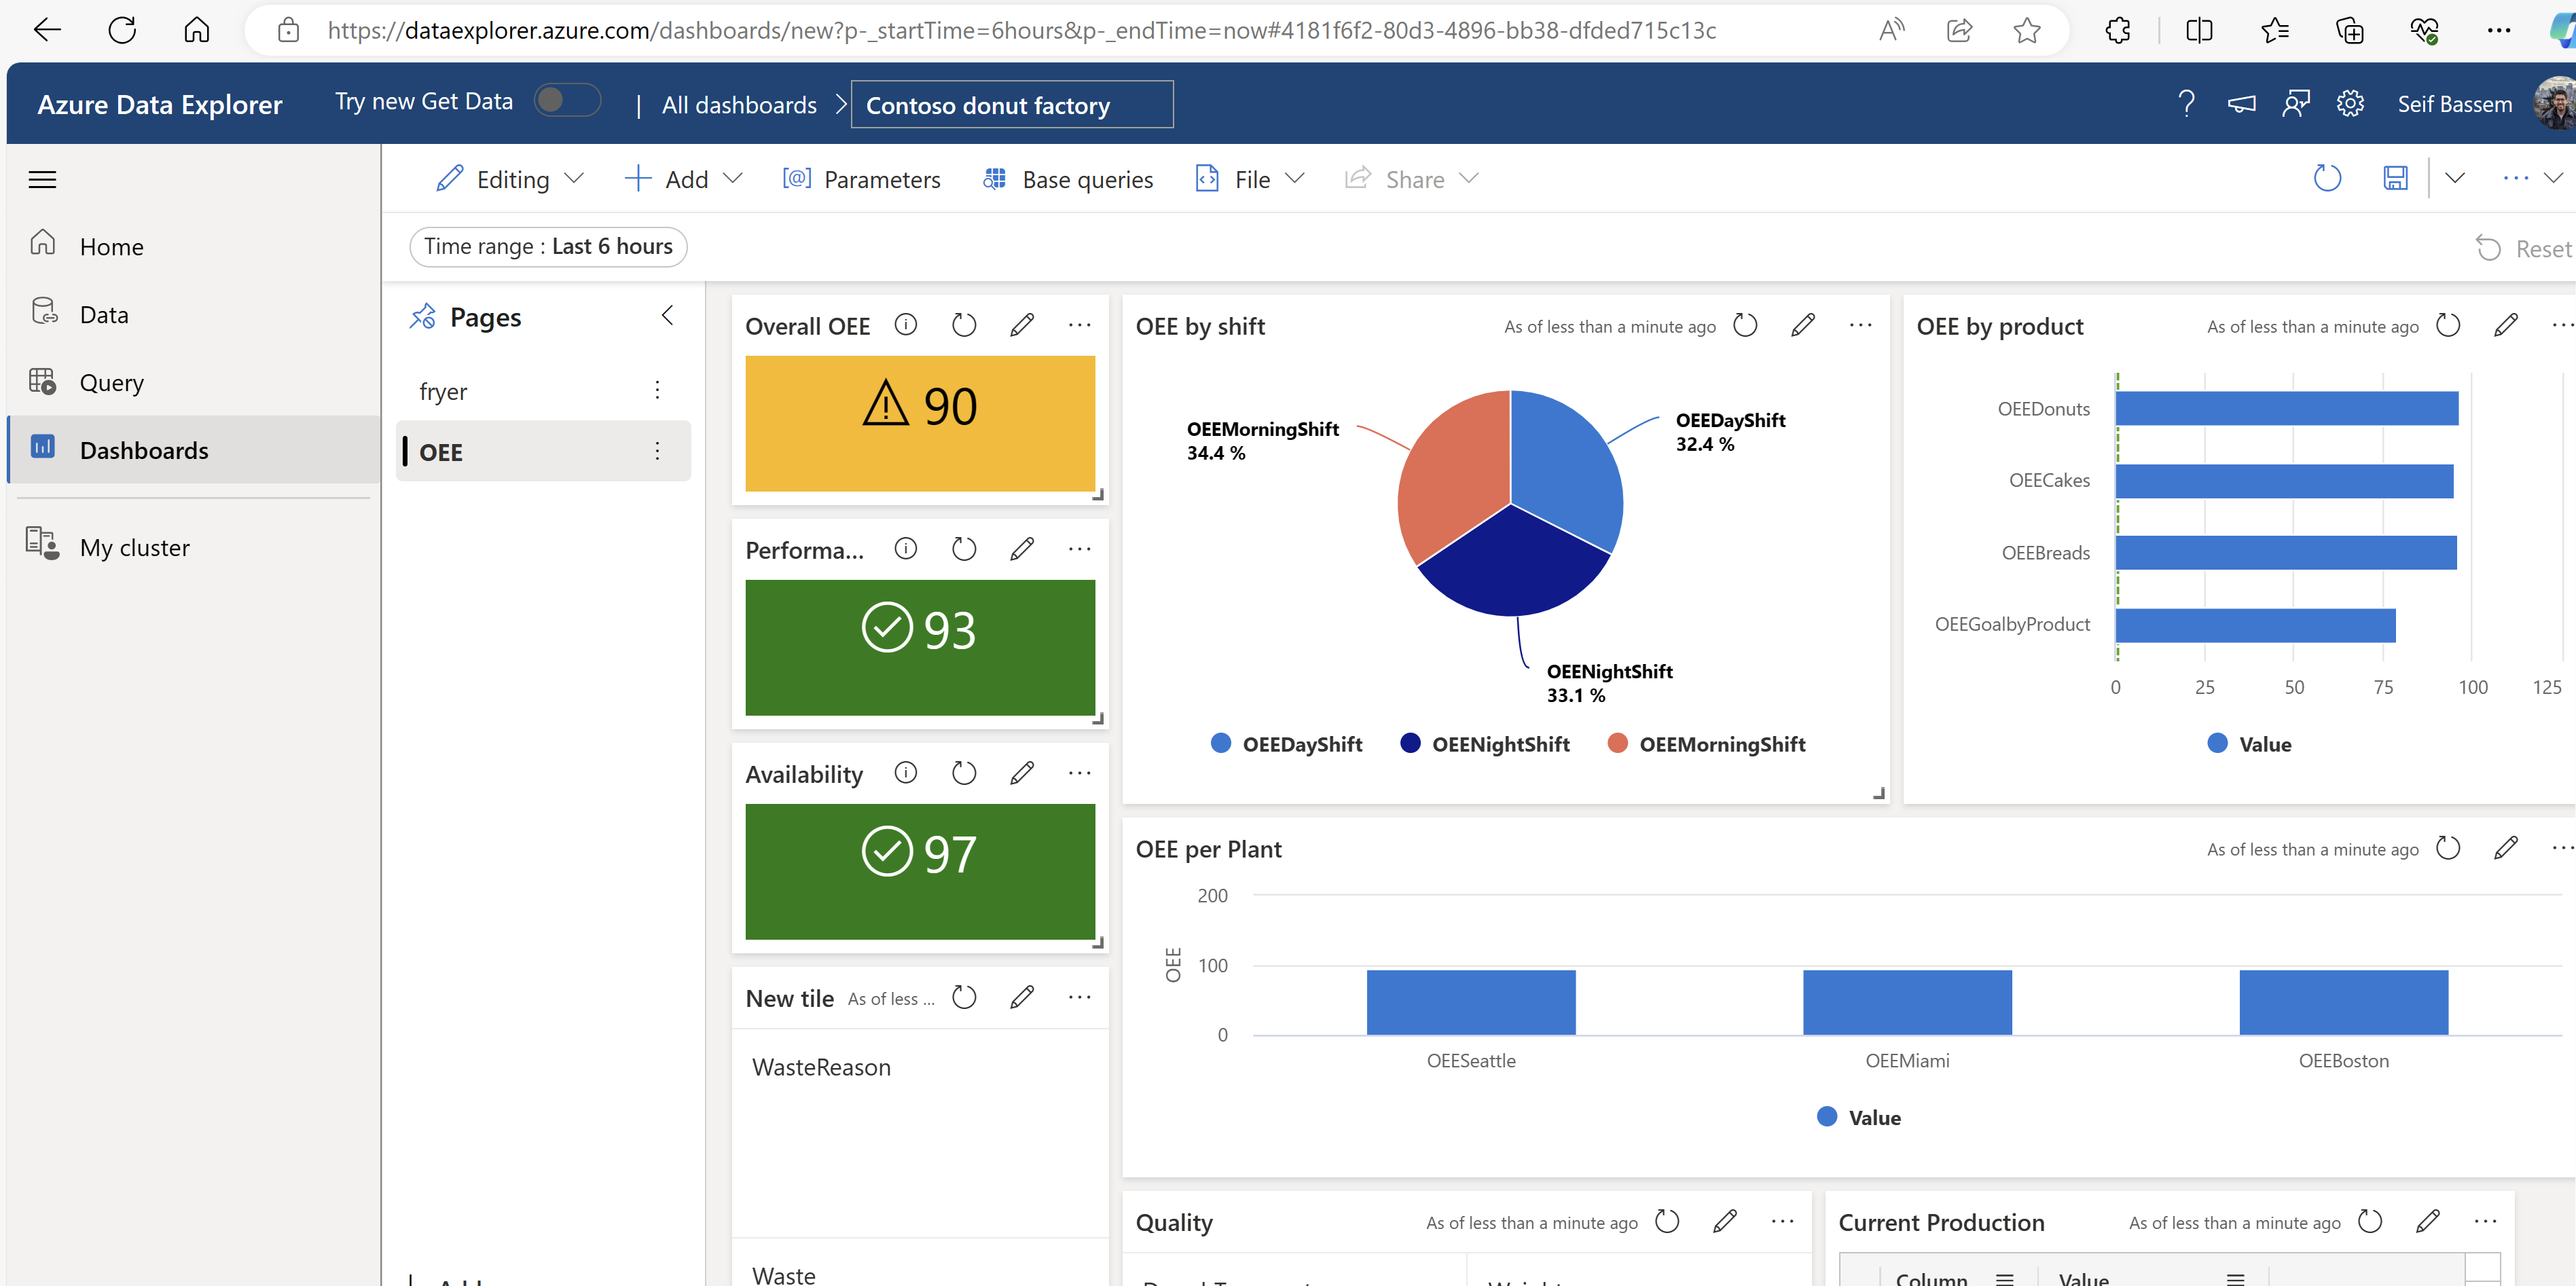 https://dataexplorer.azure.com/dashboards/new?p-_startTime=6hours&p-_endTime=now#4181f6f2-80d3-4896-bb38-dfded715c13c
Azure Data Explorer
Try new Get Data
All dashboards
Contoso donut factory
Seif Bassem
Editing
Add
Parameters
Base queries
File
Share
Home
Data
Query
Dashboards
My cluster
Time range : Last 6 hours
Reset
Pages
fryer
OEE
Overall OEE
90
Performa...
93
Availability
97
New tile As of less ...
WasteReason
Waste
OEE by shift
As of less than a minute ago
OEEMorningShift
34.4 %
OEEDayShift
32.4 %
OEENightShift
33.1 %
OEEDayShift OEENightShift OEEMorningShift
OEE by product
As of less than a minute ago
OEEDonuts
OEECakes
OEEBreads
OEEGoalbyProduct
0 25 50 75 100 125
Value
OEE per Plant
As of less than a minute ago
OEE
200
100
0
OEESeattle OEEMiami OEEBoston
Value
Quality
As of less than a minute ago
Current Production
As of less than a minute ago
Column Value